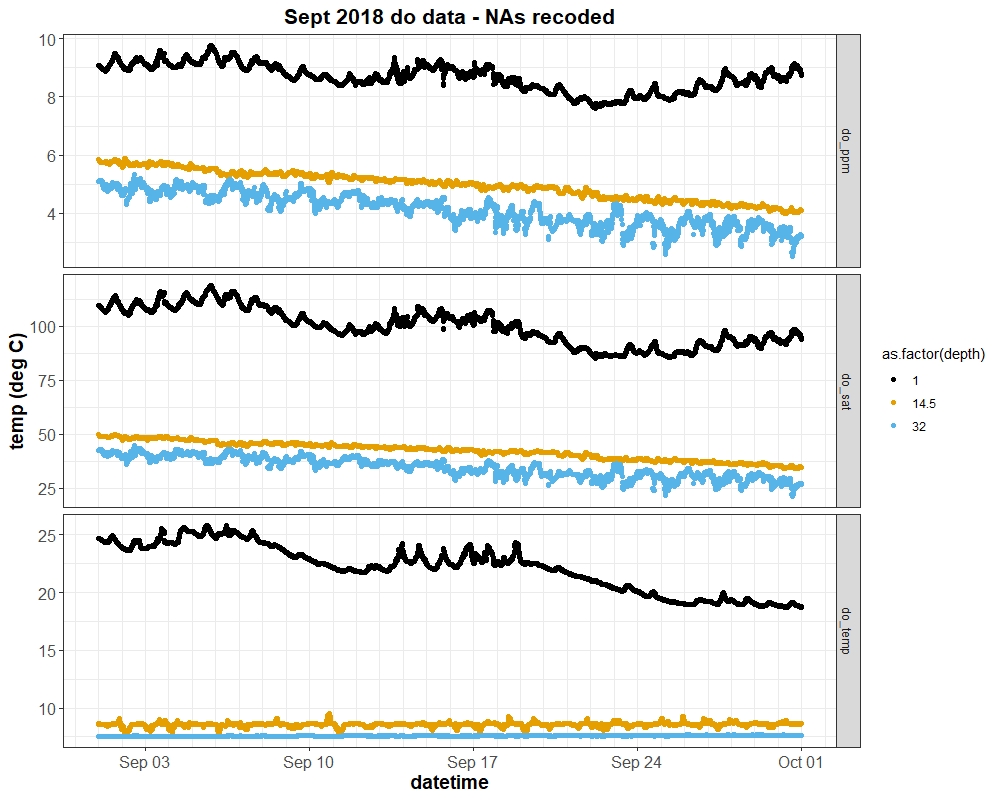 Sept 2018 do data - NAs recoded
10
8
6
4
do_ppm
100
75
50
25
do_sat
25
20
15
10
do_temp
temp (deg C)
Sep 03
Sep 10
Sep 17
Sep 24
Oct 01
datetime
as.factor(depth)
1
14.5
32